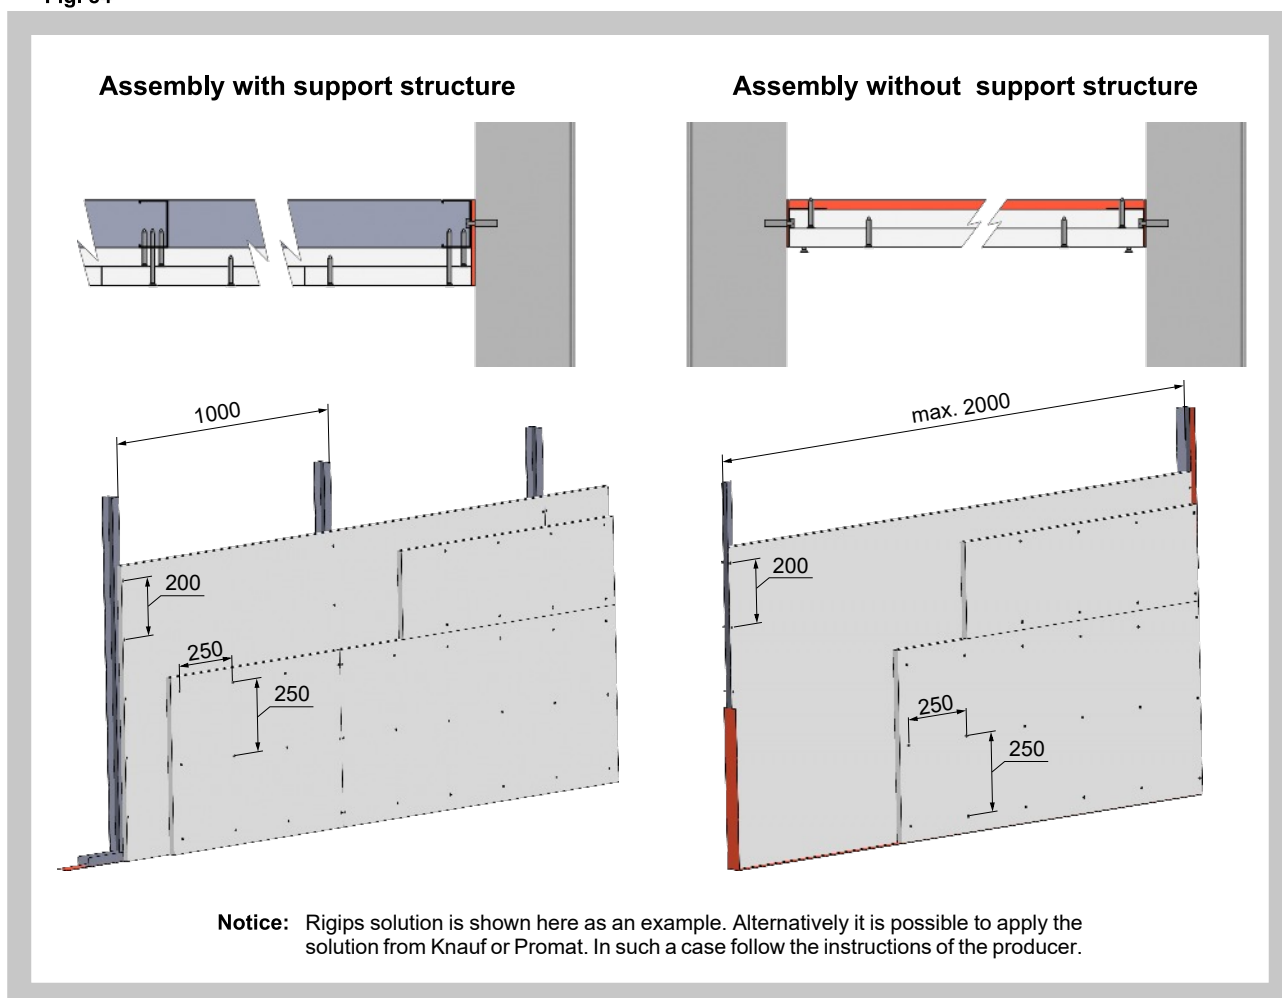 Assembly with support structure
Assembly without support structure
1000
max. 2000
200
200
250
250
250
250
Notice: Rigips solution is shown here as an example. Alternatively it is possible to apply the
solution from Knauf or Promat. In such a case follow the instructions of the producer.